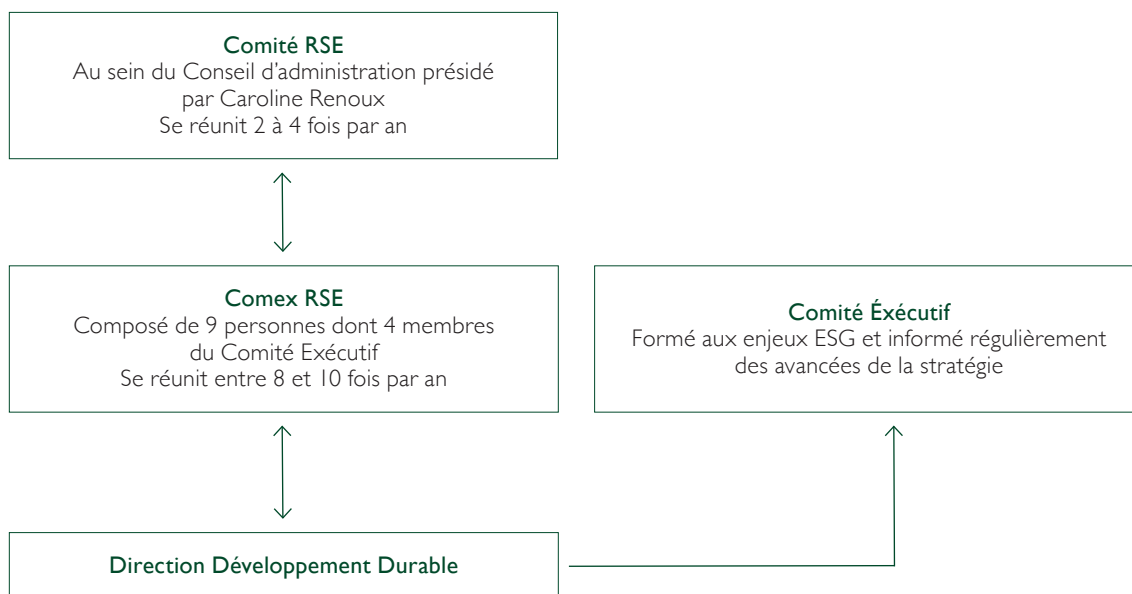 Comité RSE
Au sein du Conseil d'administration présidé
par Caroline Renoux
Se réunit 2 à 4 fois par an
Comex RSE
Composé de 9 personnes dont 4 membres
du Comité Exécutif
Se réunit entre 8 et 10 fois par an
Comité Éxécutif
Formé aux enjeux ESG et informé régulièrement
des avancées de la stratégie
Direction Développement Durable